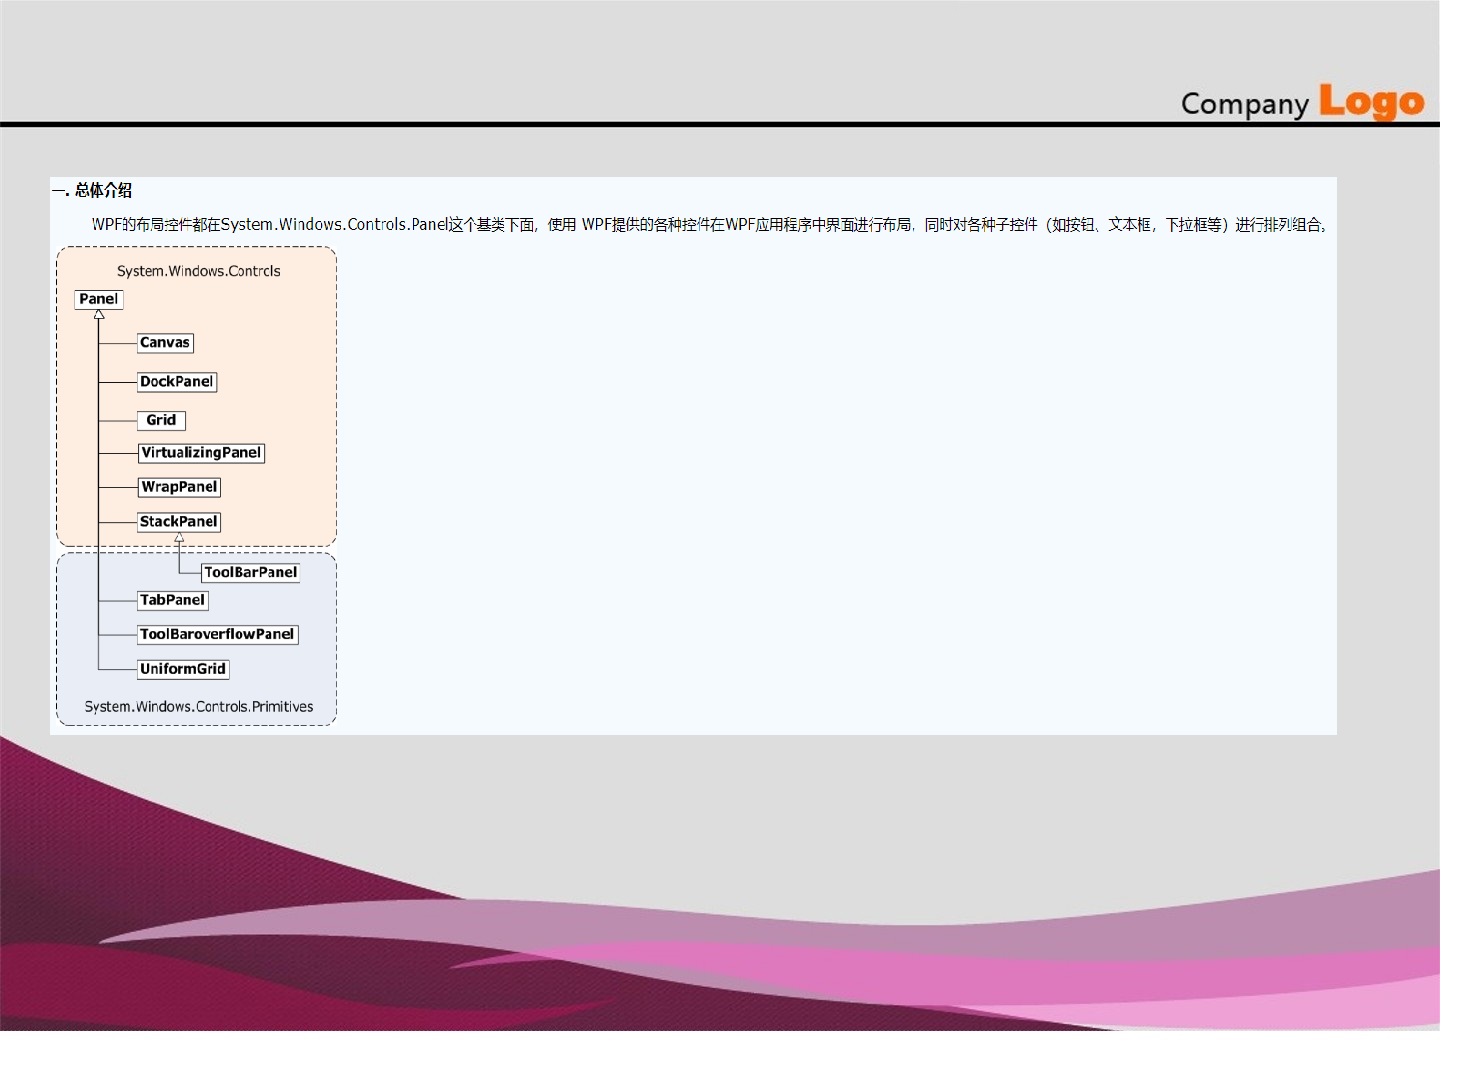 Company Logo
一. 总体介绍
WPF的布局控件都在System.Windows.Controls.Panel这个基类下面，使用 WPF提供的各种控件在WPF应用程序中界面进行布局，同时对各种子控件（如按钮、文本框，下拉框等）进行排列组合。
System.Windows.Controls
Panel
Canvas
DockPanel
Grid
VirtualizingPanel
WrapPanel
StackPanel
ToolBarPanel
TabPanel
ToolBaroverflowPanel
UniformGrid
System.Windows.Controls.Primitives